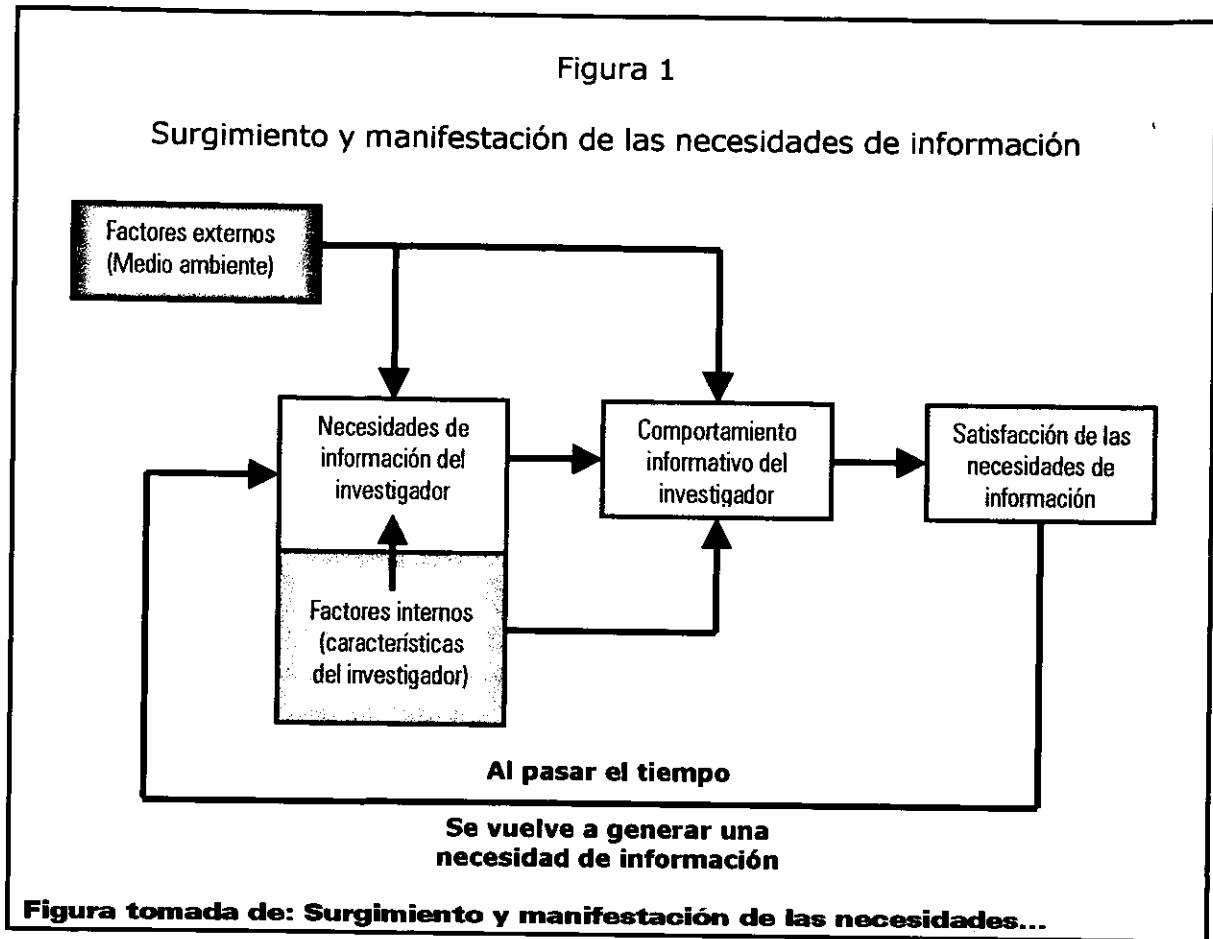 Figura 1
Surgimiento y manifestación de las necesidades de información
Factores externos
(Medio ambiente)
Necesidades de
información del
investigador
Comportamiento
informativo del
investigador
Satisfacción de las
necesidades de
información
Factores internos
(características
del investigador)
Al pasar el tiempo
Se vuelve a generar una
necesidad de información
Figura tomada de: Surgimiento y manifestación de las necesidades...